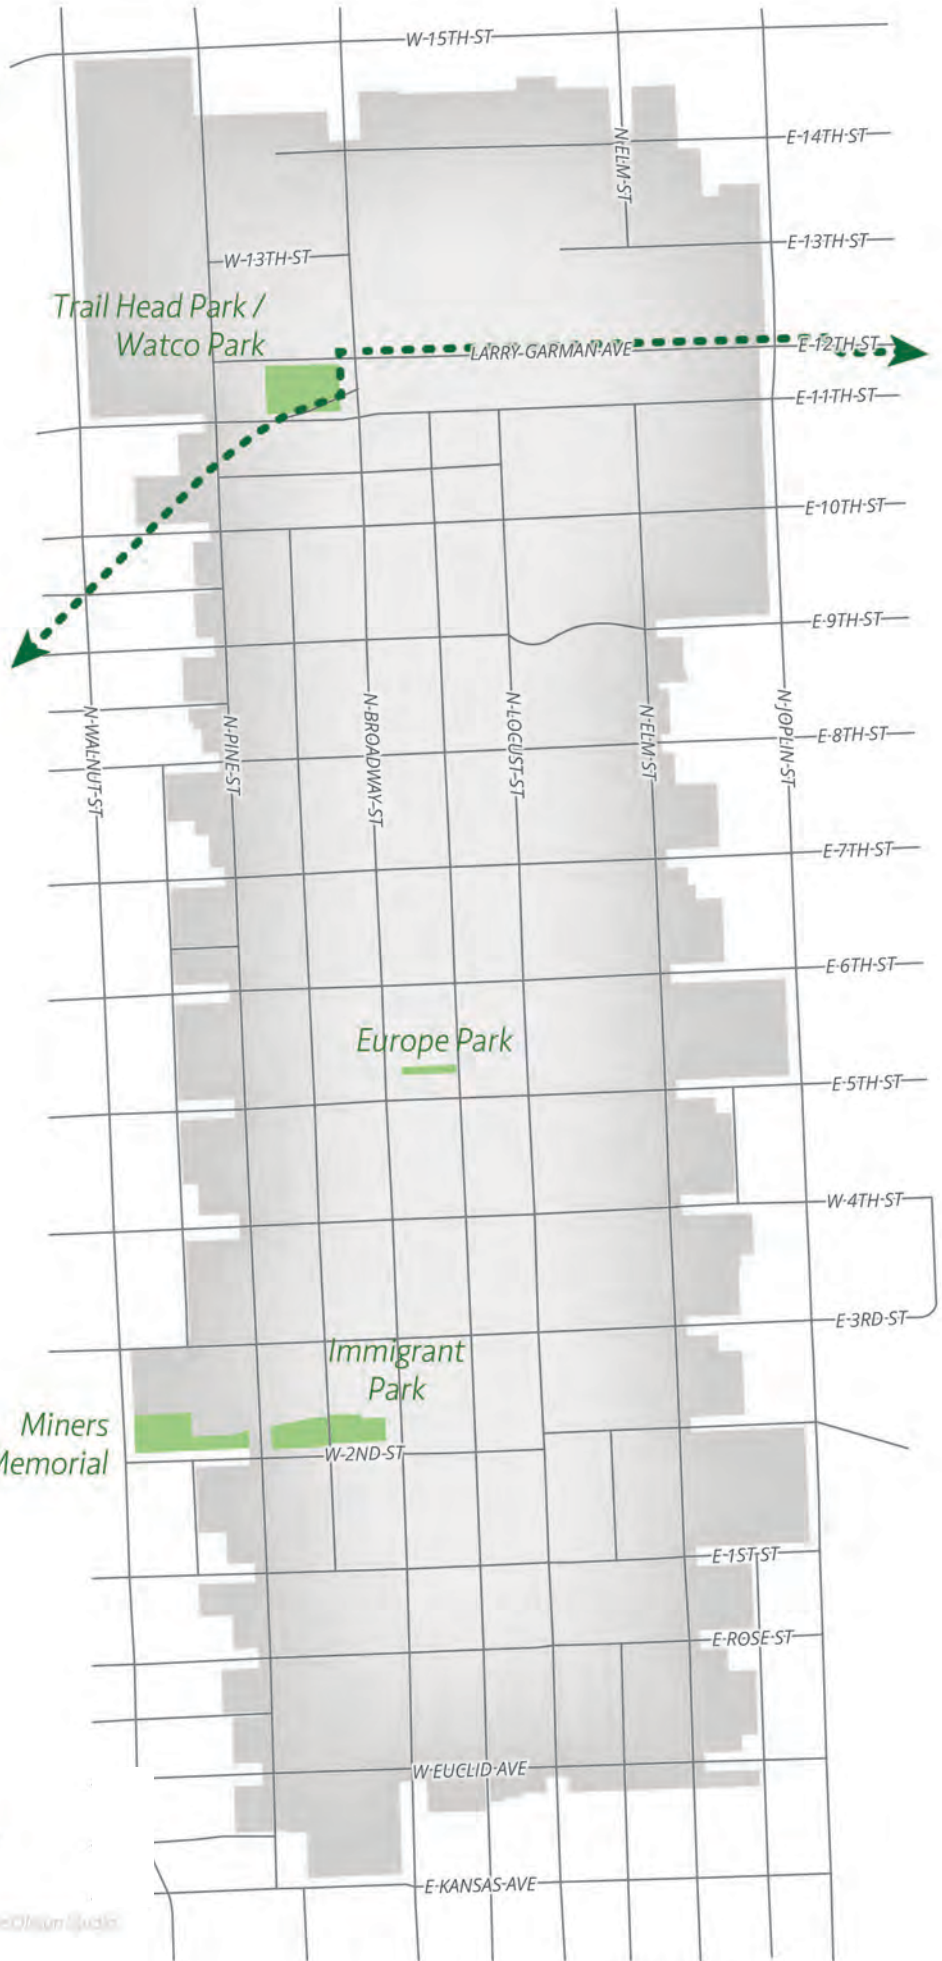 W-15TH-ST
E-14TH-ST
N-ELM-ST
E-13TH-ST
W-13TH-ST
Trail Head Park /
Watco Park
LARRY-GARMAN-AVE
E-12TH-ST
E-11TH-ST
E-10TH-ST
E-9TH-ST
N-WALNUT-ST
N-PINE-ST
N-BROADWAY-ST
N-LOCUST-ST
N-ELM-ST
N-JOPLIN-ST
E-8TH-ST
E-7TH-ST
E-6TH-ST
Europe Park
E-5TH-ST
W-4TH-ST
E-3RD-ST
Immigrant
Park
Miners
Memorial
W-2ND-ST
E-1ST-ST
E-ROSE-ST
W-EUCLID-AVE
E-KANSAS-AVE